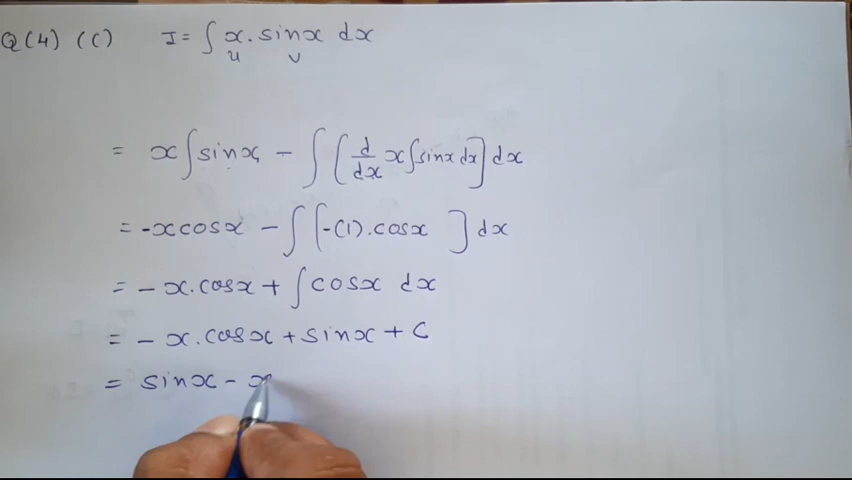 Q(4) (C) I = ∫ x. sinx dx
u v
= x ∫ sinx - ∫ [ d/dx x ∫ sinx dx ] dx
= -xcosx - ∫ [ -(1).cosx ] dx
= - x.cosx + ∫ cosx dx
= - x.cosx + sinx + C
= sinx - x